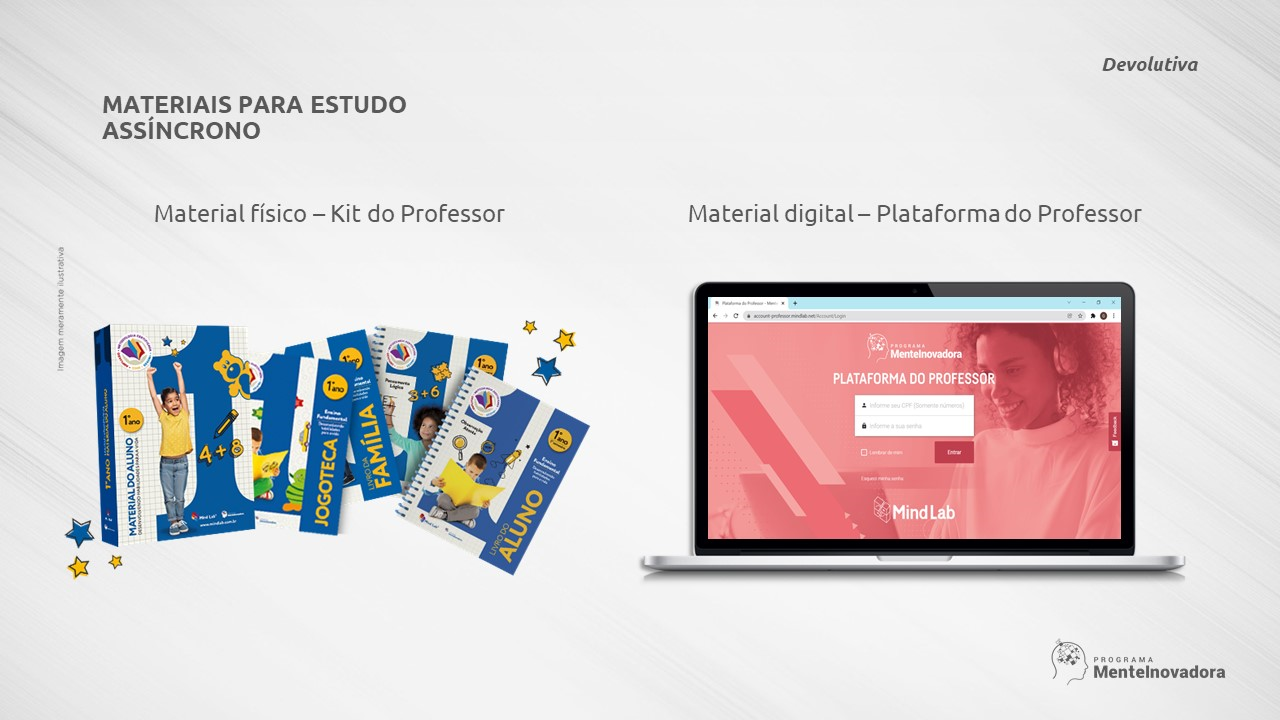 Devolutiva
MATERIAIS PARA ESTUDO
ASSÍNCRONO
Material físico – Kit do Professor
Material digital – Plataforma do Professor
Imagem meramente ilustrativa
1º ano
MATERIAL DO ALUNO
4+8
Mind Lab
www.mindlab.com.br
1º ano
Ensino
Fundamental
JOGOTECA
LIVRO DA
FAMÍLIA
1º ano
Pensamento
Lógico
3+6
LIVRO DO
ALUNO
1º ano
Ensino
Fundamental
Plataforma do Professor - Ment
account-professor.mindlab.net/Account/Login
PROGRAMA
MenteInovadora
PLATAFORMA DO PROFESSOR
Informe seu CPF (Somente números)
Informe a sua senha
Lembrar de mim
Entrar
Esqueci minha senha
Feedback
Mind Lab
PROGRAMA
MenteInovadora